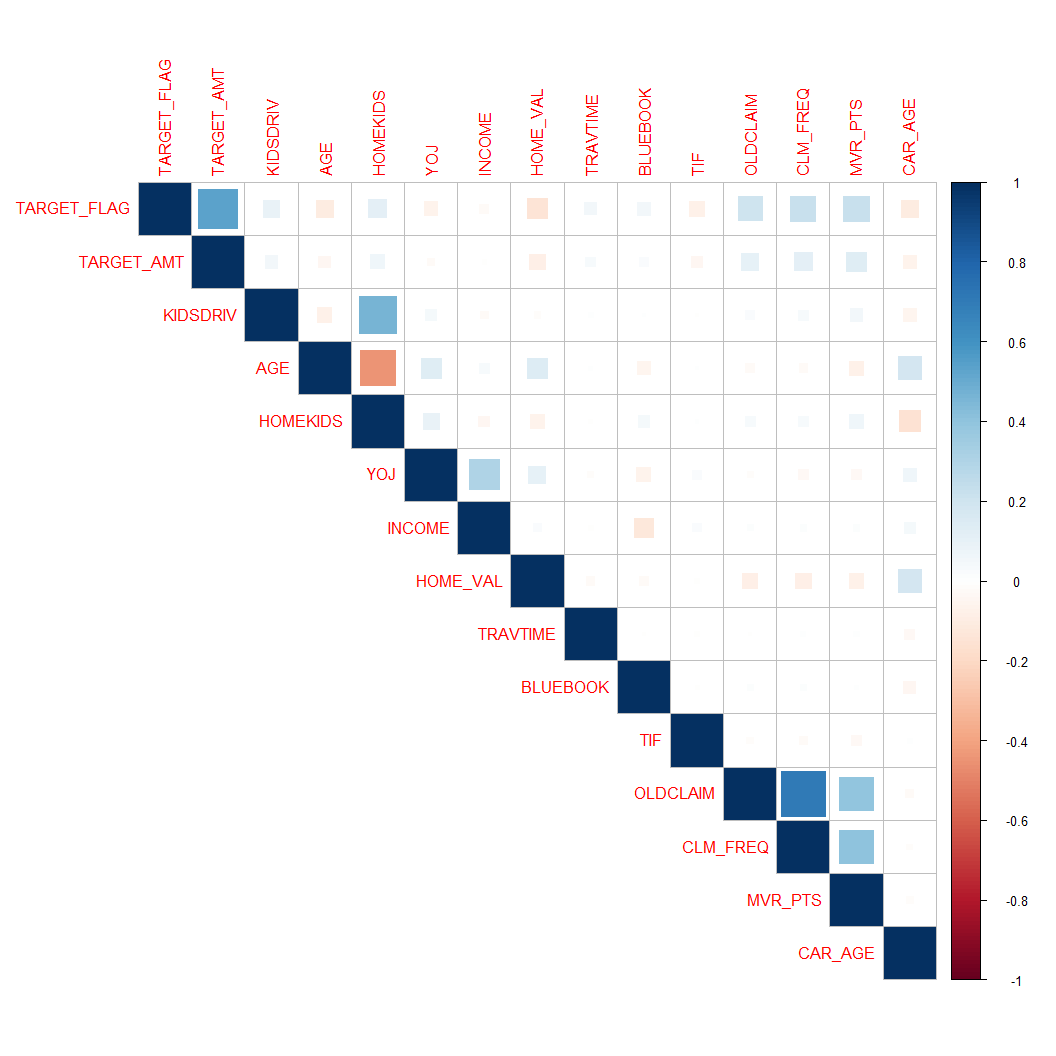 TARGET_FLAG
TARGET_AMT
KIDSDRIV
AGE
HOMEKIDS
YOJ
INCOME
HOME_VAL
TRAVTIME
BLUEBOOK
TIF
OLDCLAIM
CLM_FREQ
MVR_PTS
CAR_AGE
TARGET_FLAG
TARGET_AMT
KIDSDRIV
AGE
HOMEKIDS
YOJ
INCOME
HOME_VAL
TRAVTIME
BLUEBOOK
TIF
OLDCLAIM
CLM_FREQ
MVR_PTS
CAR_AGE
1
0.8
0.6
0.4
0.2
0
-0.2
-0.4
-0.6
-0.8
-1